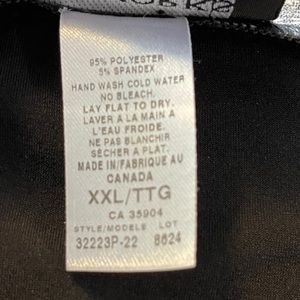 95% POLYESTER
5% SPANDEX
HAND WASH COLD WATER
NO BLEACH.
LAY FLAT TO DRY.
LAVER A LA MAIN A
L'EAU FROIDE.
NE PAS BLANCHIR
SÉCHER A PLAT.
MADE IN/FABRIQUE AU
CANADA
XXL/TTG
CA 35904
STYLE/MODELE LOT
32223P-22 8624